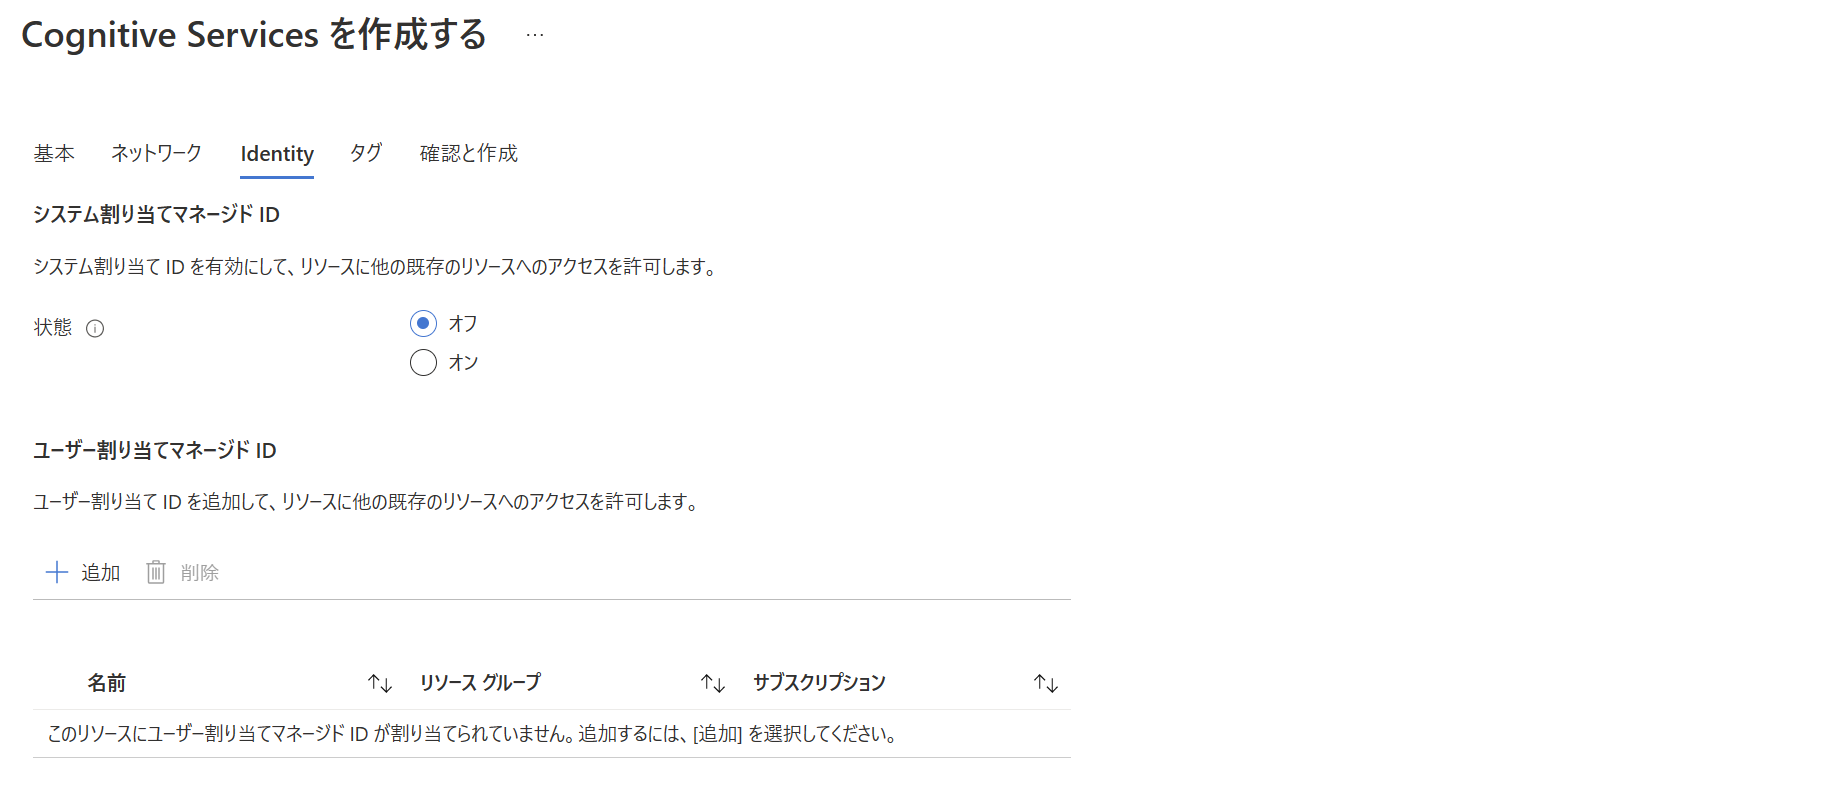 Cognitive Services を作成する ...
基本 ネットワーク Identity タグ 確認と作成
システム割り当てマネージド ID
システム割り当て ID を有効にして、リソースに他の既存のリソースへのアクセスを許可します。
状態 オフ
オン
ユーザー割り当てマネージド ID
ユーザー割り当て ID を追加して、リソースに他の既存のリソースへのアクセスを許可します。
追加 削除
名前 リソース グループ サブスクリプション
このリソースにユーザー割り当てマネージド ID が割り当てられていません。追加するには、[追加] を選択してください。